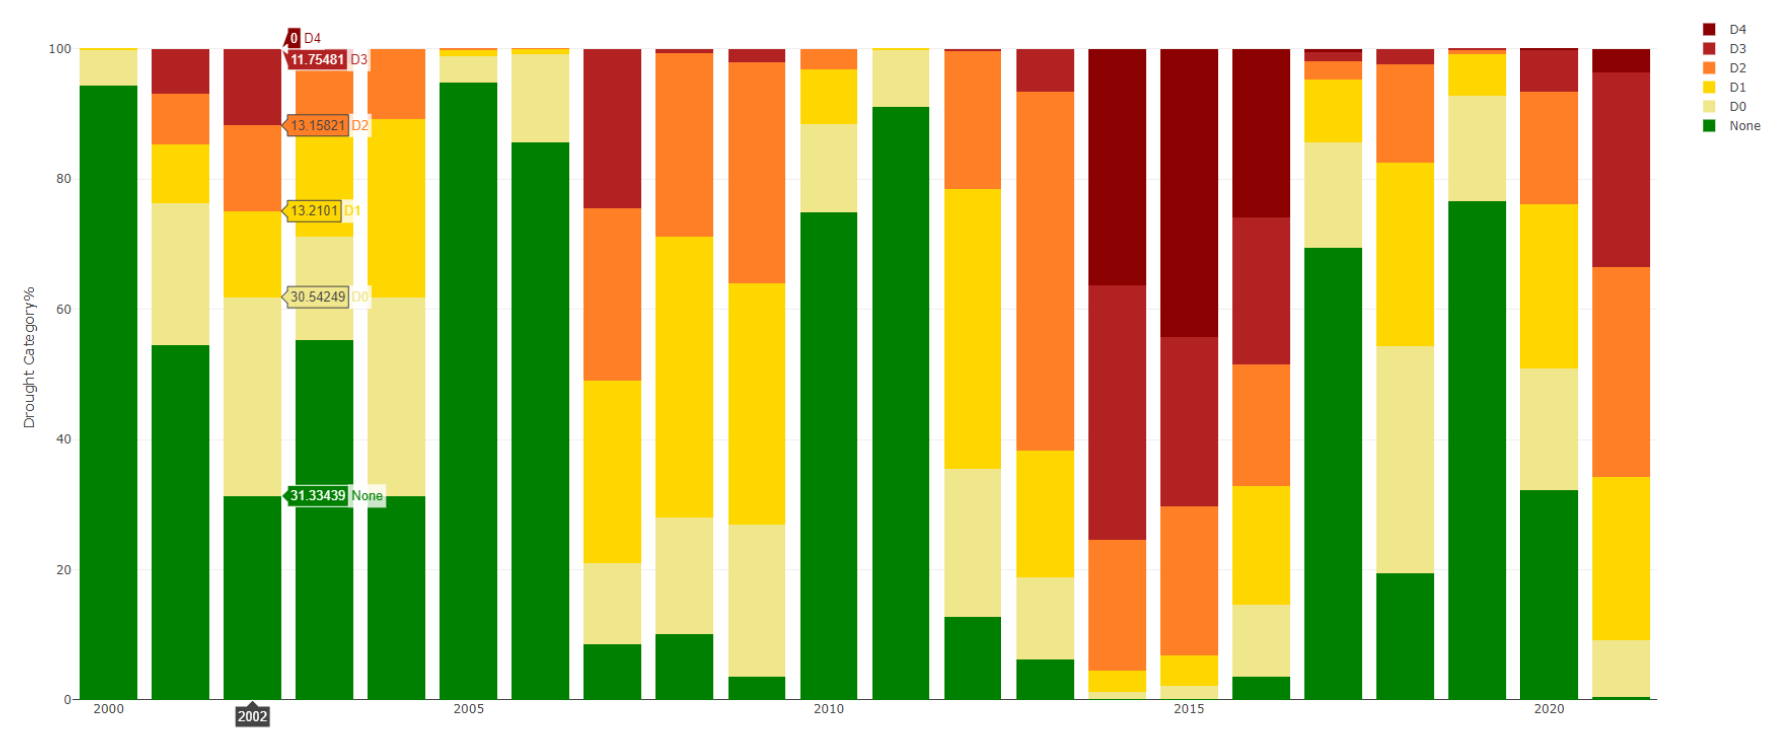 0 D4
11.75481 D3
13.15821 D2
13.2101 D1
30.54249 D0
31.33439 None
100
80
60
40
20
0
Drought Category%
2000
2002
2005
2010
2015
2020
D4
D3
D2
D1
D0
None